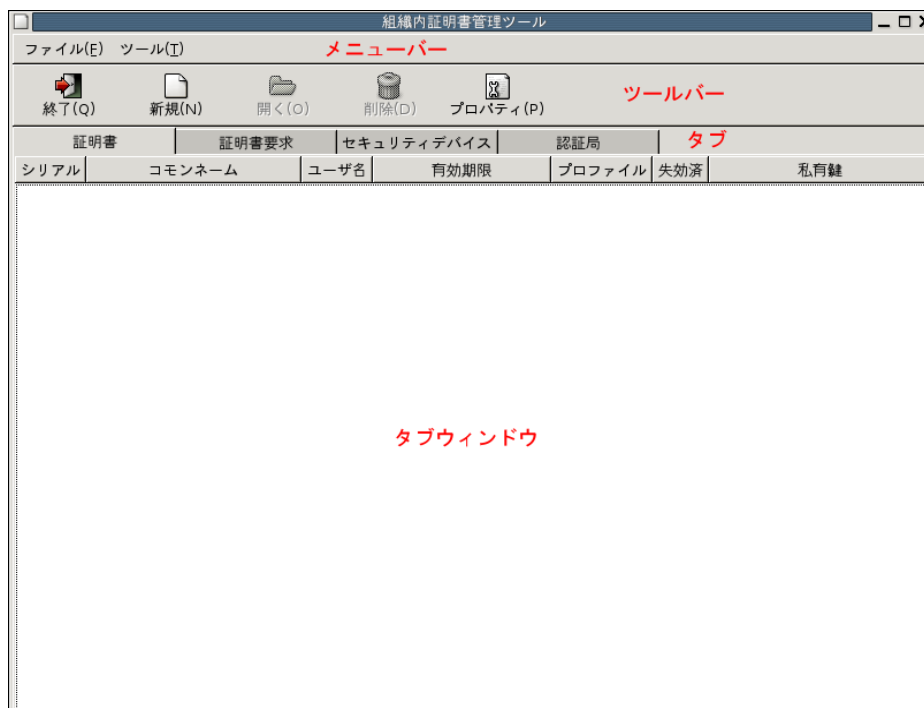 組織内証明書管理ツール
ファイル(F) ツール(T) メニューバー
終了(Q) 新規(N) 開く(O) 削除(D) プロパティ(P) ツールバー
証明書 証明書要求 セキュリティデバイス 認証局 タブ
シリアル コモンネーム ユーザ名 有効期限 プロファイル 失効済 私有鍵
タブウィンドウ